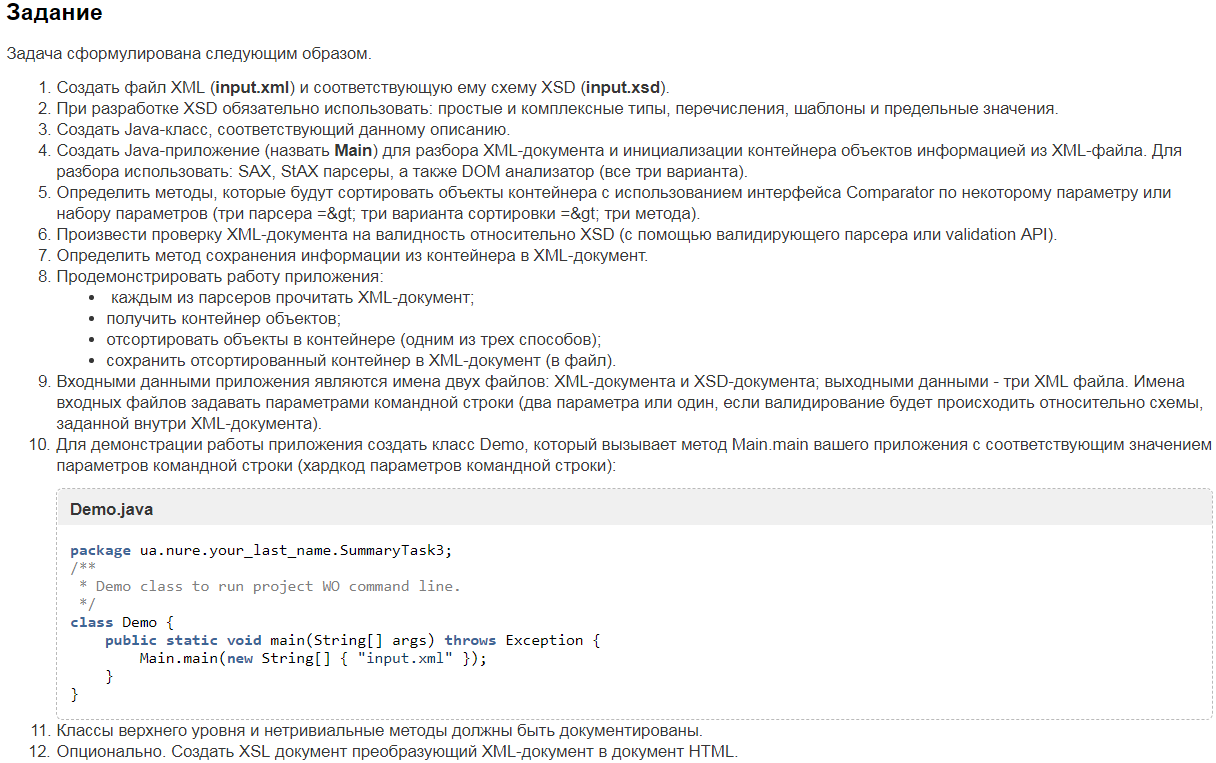 Задание
Задача сформулирована следующим образом.
1. Создать файл XML (input.xml) и соответствующую ему схему XSD (input.xsd).
2. При разработке XSD обязательно использовать: простые и комплексные типы, перечисления, шаблоны и предельные значения.
3. Создать Java-класс, соответствующий данному описанию.
4. Создать Java-приложение (назвать Main) для разбора XML-документа и инициализации контейнера объектов информацией из XML-файла. Для
разбора использовать: SAX, StAX парсеры, а также DOM анализатор (все три варианта).
5. Определить методы, которые будут сортировать объекты контейнера с использованием интерфейса Comparator по некоторому параметру или
набору параметров (три парсера =&gt; три варианта сортировки =&gt; три метода).
6. Произвести проверку XML-документа на валидность относительно XSD (с помощью валидирующего парсера или validation API).
7. Определить метод сохранения информации из контейнера в XML-документ.
8. Продемонстрировать работу приложения:
• каждым из парсеров прочитать XML-документ;
• получить контейнер объектов;
• отсортировать объекты в контейнере (одним из трех способов);
• сохранить отсортированный контейнер в XML-документ (в файл).
9. Входными данными приложения являются имена двух файлов: XML-документа и XSD-документа; выходными данными - три XML файла. Имена
входных файлов задавать параметрами командной строки (два параметра или один, если валидирование будет происходить относительно схемы,
заданной внутри XML-документа).
10. Для демонстрации работы приложения создать класс Demo, который вызывает метод Main.main вашего приложения с соответствующим значением
параметров командной строки (хардкод параметров командной строки):
Demo.java
package ua.nure.your_last_name.SummaryTask3;
/**
 * Demo class to run project WO command line.
 */
class Demo {
    public static void main(String[] args) throws Exception {
        Main.main(new String[] { "input.xml" });
    }
}
11. Классы верхнего уровня и нетривиальные методы должны быть документированы.
12. Опционально. Создать XSL документ преобразующий XML-документ в документ HTML.